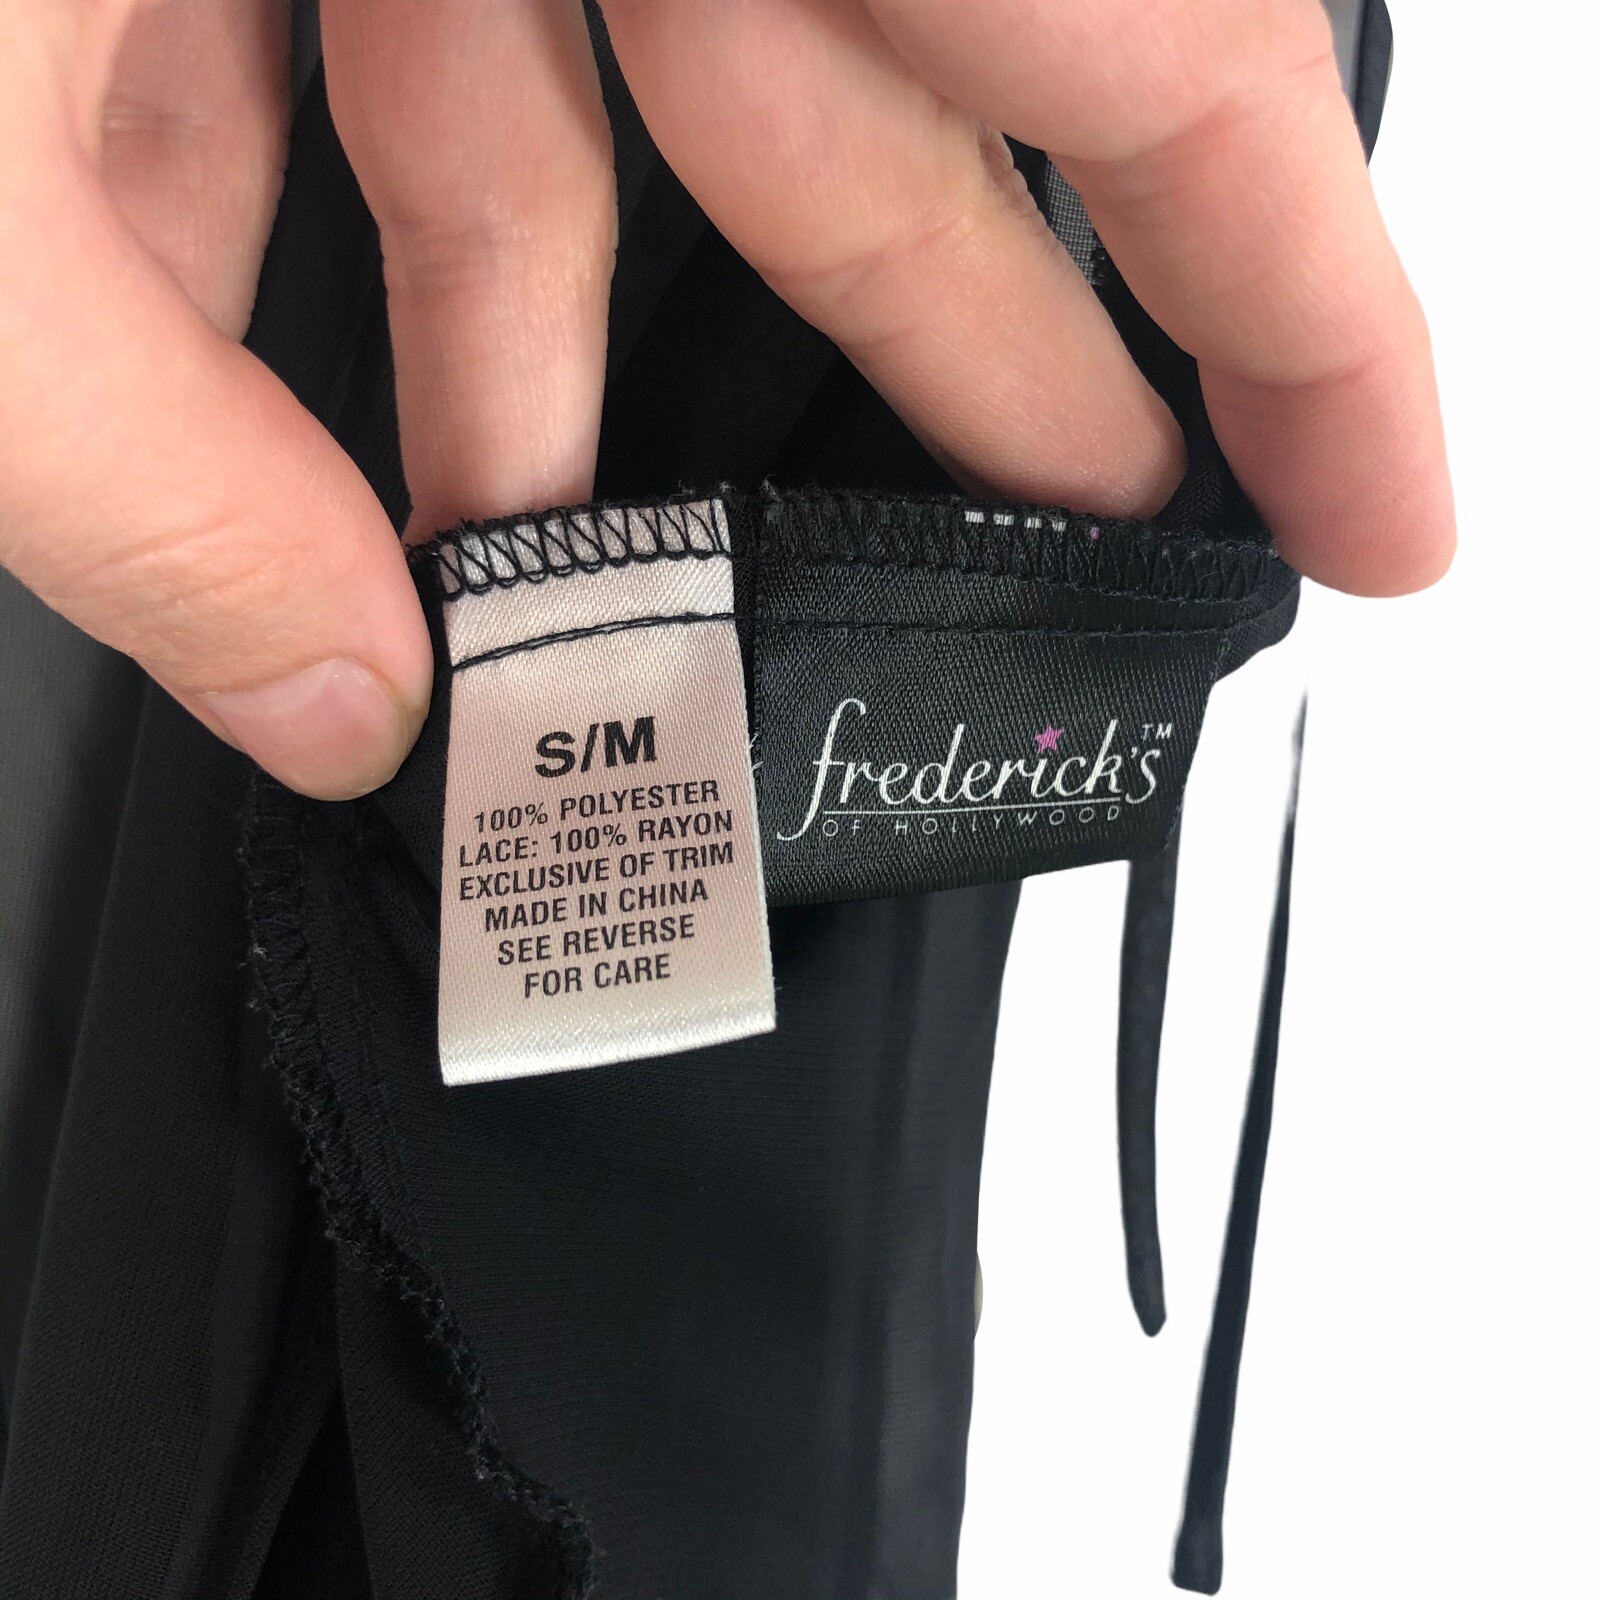 S/M
100% POLYESTER
LACE: 100% RAYON
EXCLUSIVE OF TRIM
MADE IN CHINA
SEE REVERSE
FOR CARE
frederick's™
OF HOLLYWOOD